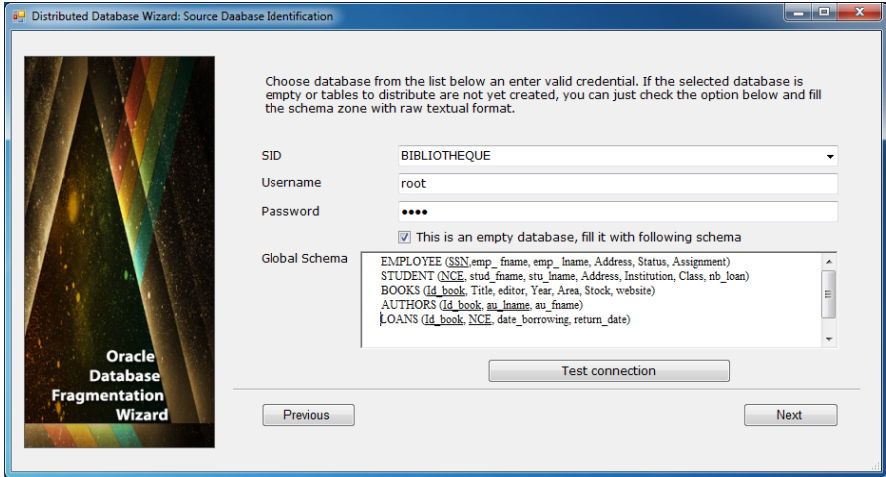 Distributed Database Wizard: Source Daabase Identification
Choose database from the list below an enter valid credential. If the selected database is
empty or tables to distribute are not yet created, you can just check the option below and fill
the schema zone with raw textual format.
SID BIBLIOTHEQUE
Username root
Password ••••
This is an empty database, fill it with following schema
Global Schema
EMPLOYEE (SSN,emp_ fname, emp_ lname, Address, Status, Assignment)
STUDENT (NCE, stud_fname, stu_lname, Address, Institution, Class, nb_loan)
BOOKS (Id_book, Title, editor, Year, Area, Stock, website)
AUTHORS (Id_book, au_lname, au_fname)
LOANS (Id_book, NCE, date_borrowing, return_date)
Oracle
Database
Fragmentation
Wizard
Test connection
Previous Next